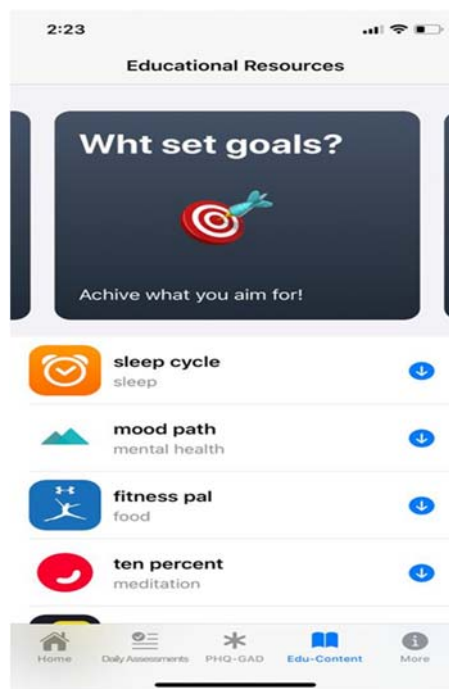 2:23
Educational Resources
Wht set goals?
Achive what you aim for!
sleep cycle
sleep
mood path
mental health
fitness pal
food
ten percent
meditation
Home Daily Assessments PHQ-GAD Edu-Content More